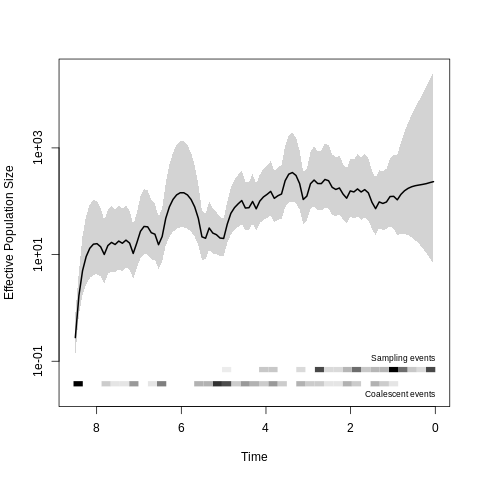 Effective Population Size
1e+03
1e+01
1e-01
Sampling events
Coalescent events
8 6 4 2 0
Time